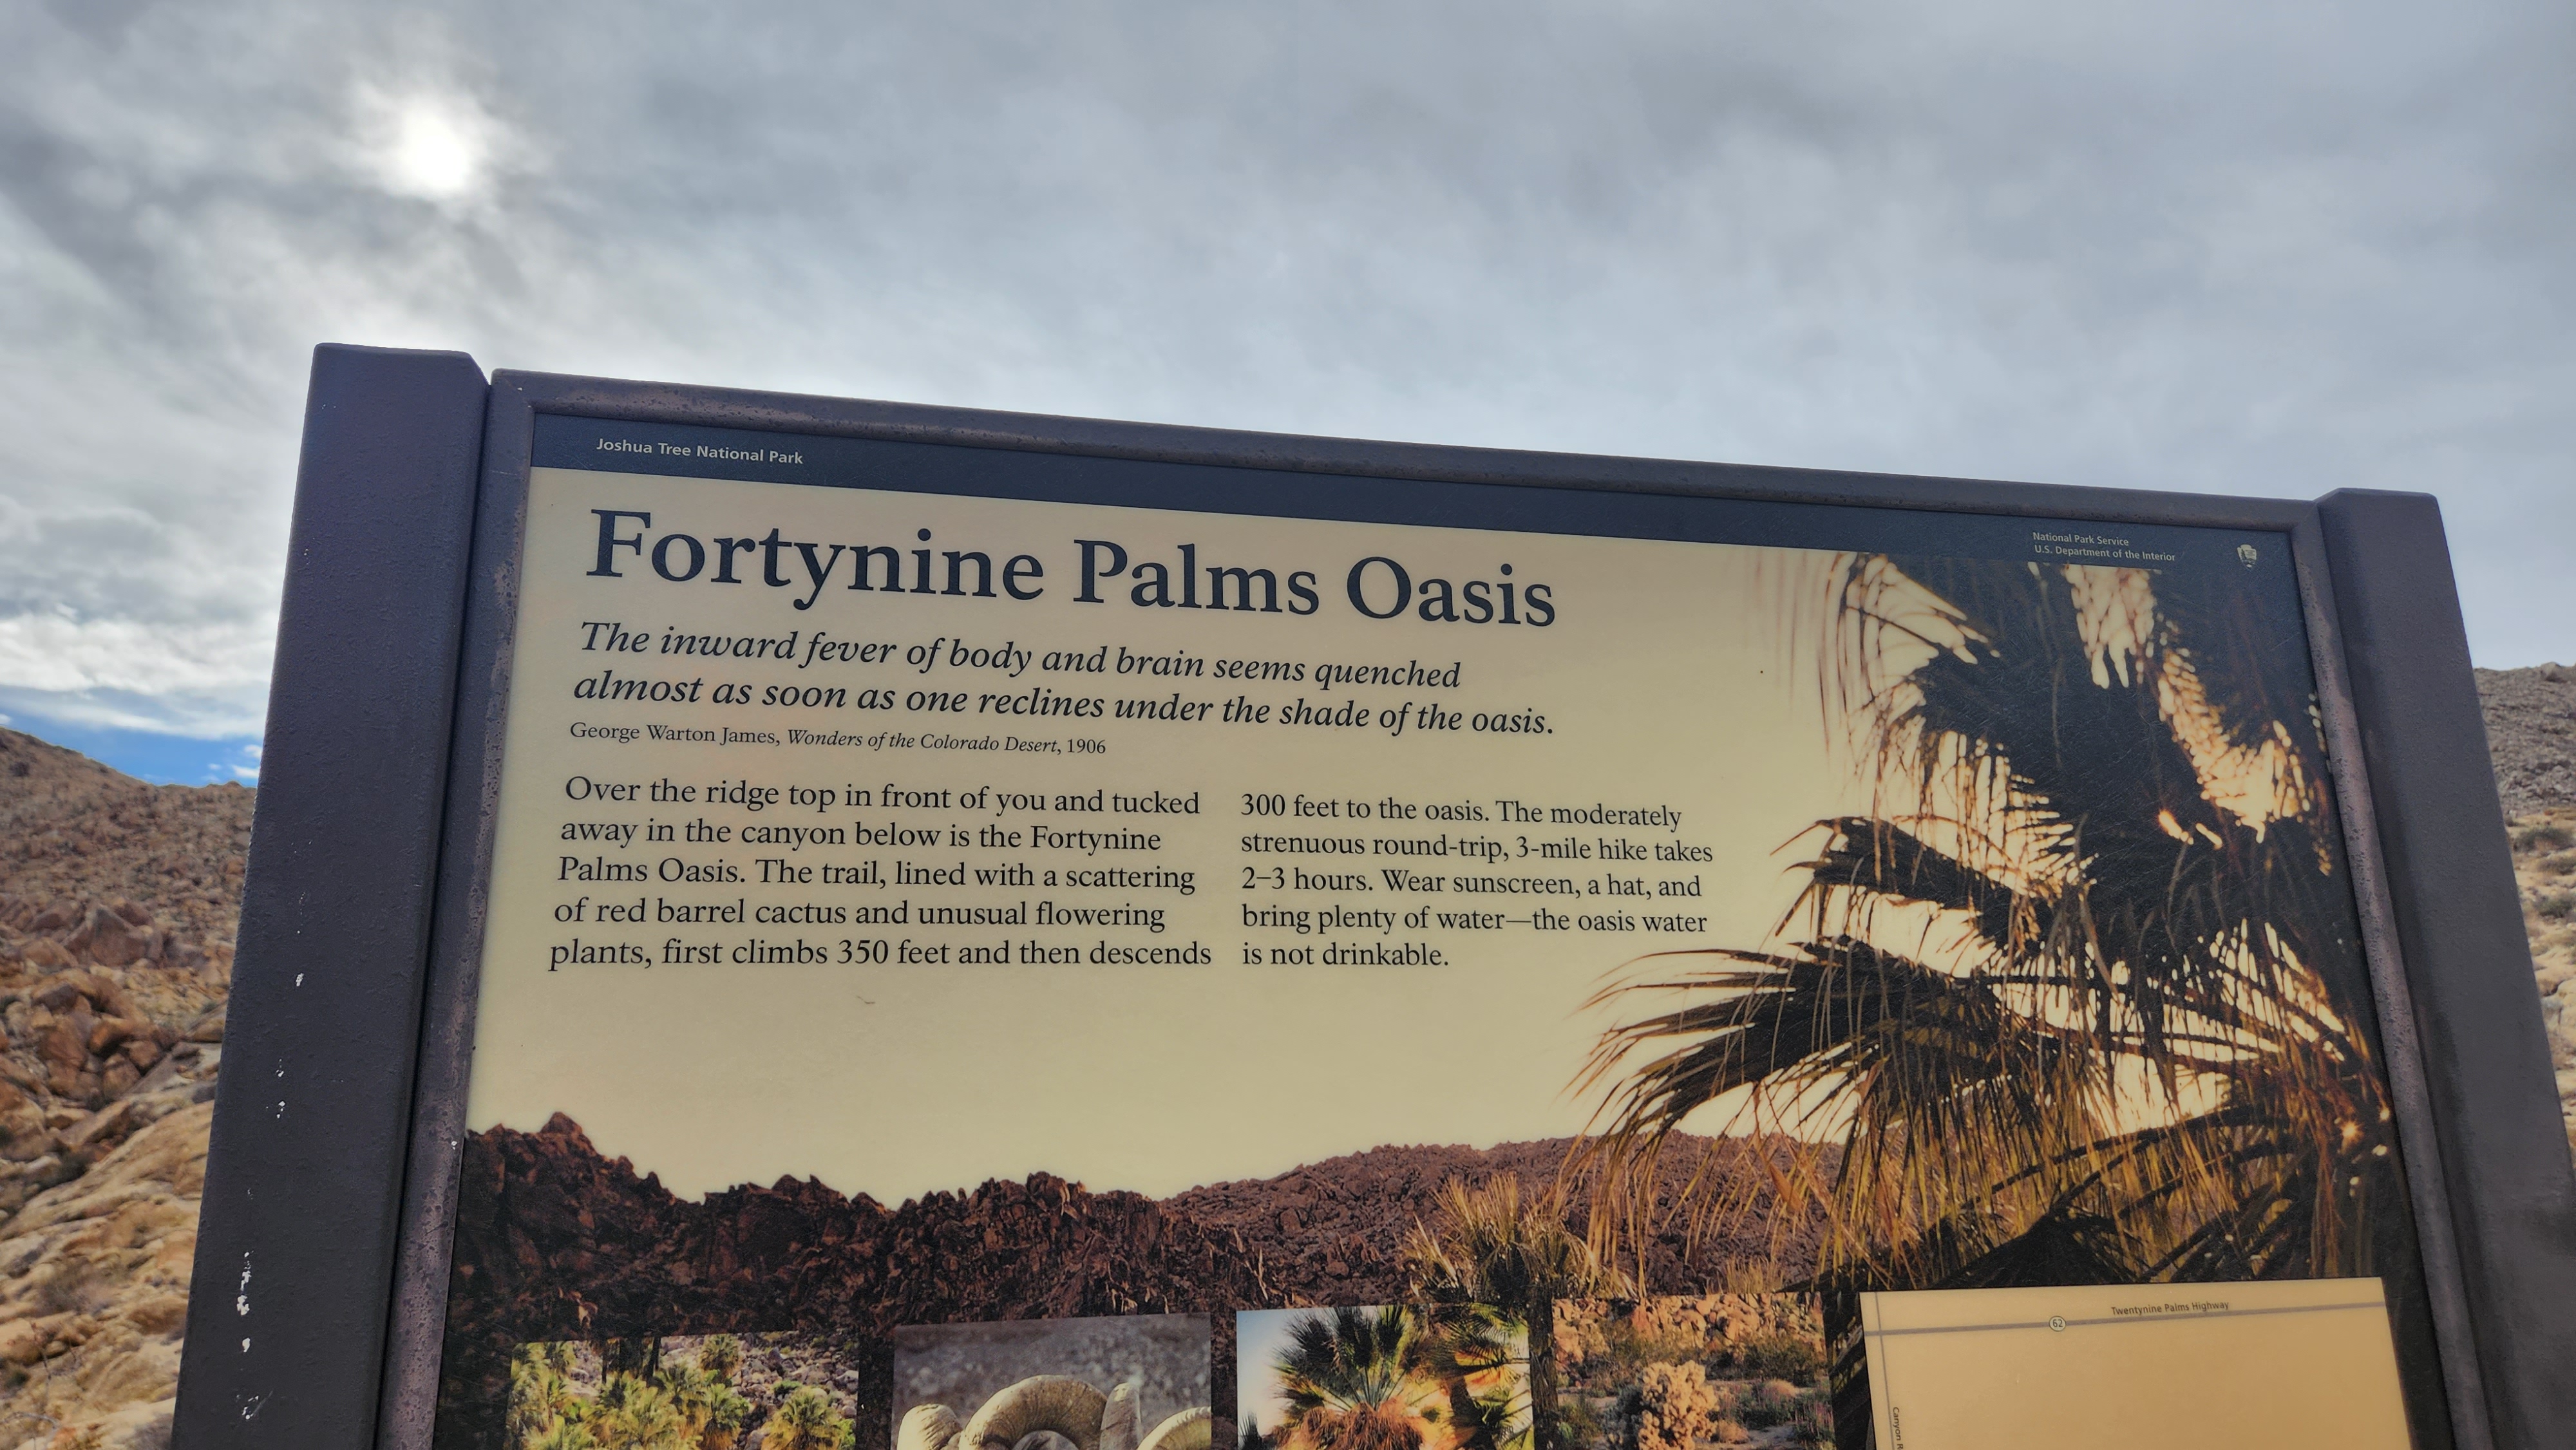 Joshua Tree National Park
National Park Service
U.S. Department of the Interior
Fortynine Palms Oasis
The inward fever of body and brain seems quenched
almost as soon as one reclines under the shade of the oasis.
George Warton James, Wonders of the Colorado Desert, 1906
Over the ridge top in front of you and tucked
away in the canyon below is the Fortynine
Palms Oasis. The trail, lined with a scattering
of red barrel cactus and unusual flowering
plants, first climbs 350 feet and then descends
300 feet to the oasis. The moderately
strenuous round-trip, 3-mile hike takes
2–3 hours. Wear sunscreen, a hat, and
bring plenty of water—the oasis water
is not drinkable.
Twentynine Palms Highway
62
Canyon R